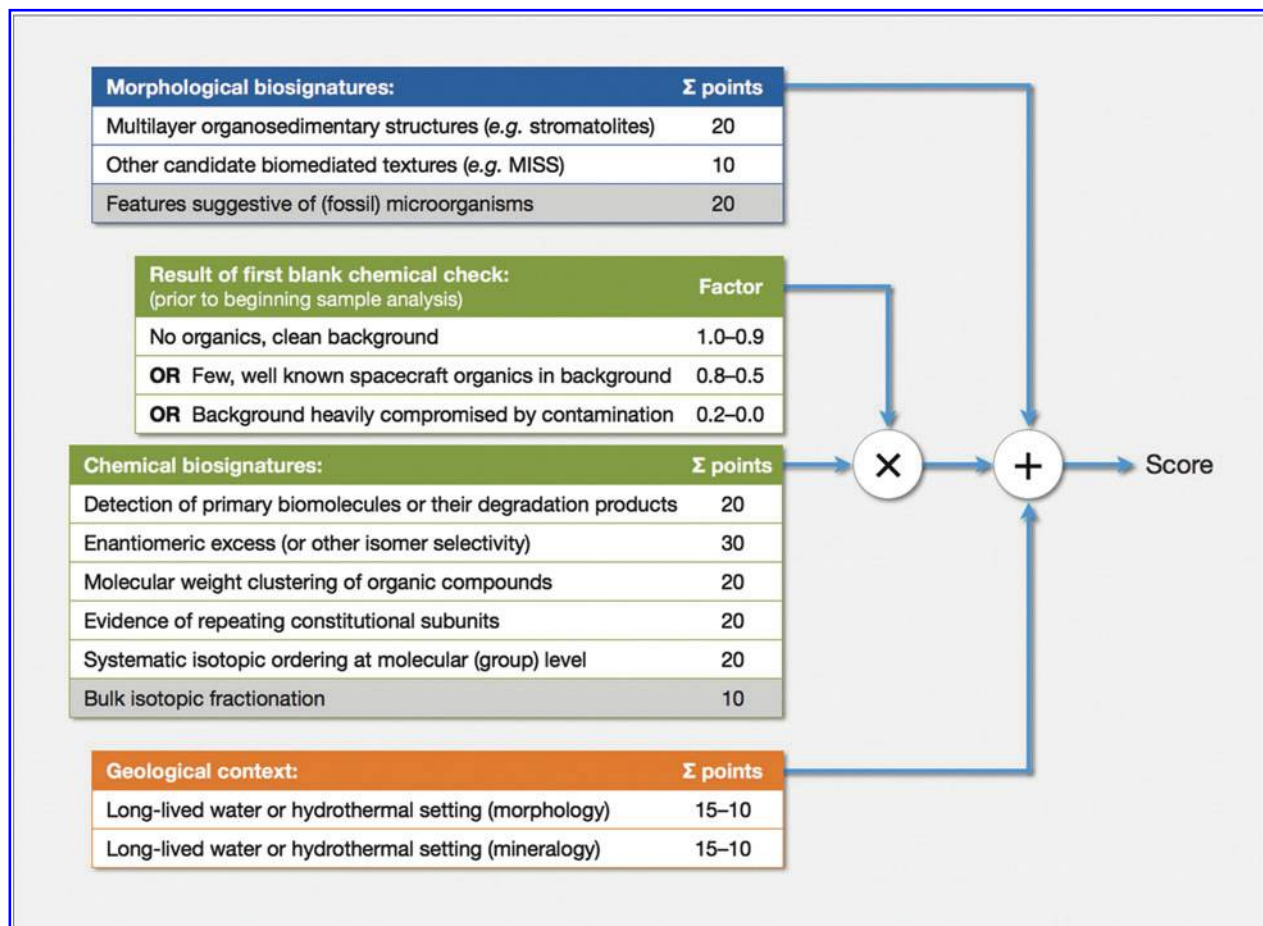 Morphological biosignatures: Σ points
Multilayer organosedimentary structures (e.g. stromatolites) 20
Other candidate biomediated textures (e.g. MISS) 10
Features suggestive of (fossil) microorganisms 20
Result of first blank chemical check: Factor
(prior to beginning sample analysis)
No organics, clean background 1.0–0.9
OR Few, well known spacecraft organics in background 0.8–0.5
OR Background heavily compromised by contamination 0.2–0.0
Chemical biosignatures: Σ points
× + Score
Detection of primary biomolecules or their degradation products 20
Enantiomeric excess (or other isomer selectivity) 30
Molecular weight clustering of organic compounds 20
Evidence of repeating constitutional subunits 20
Systematic isotopic ordering at molecular (group) level 20
Bulk isotopic fractionation 10
Geological context: Σ points
Long-lived water or hydrothermal setting (morphology) 15–10
Long-lived water or hydrothermal setting (mineralogy) 15–10